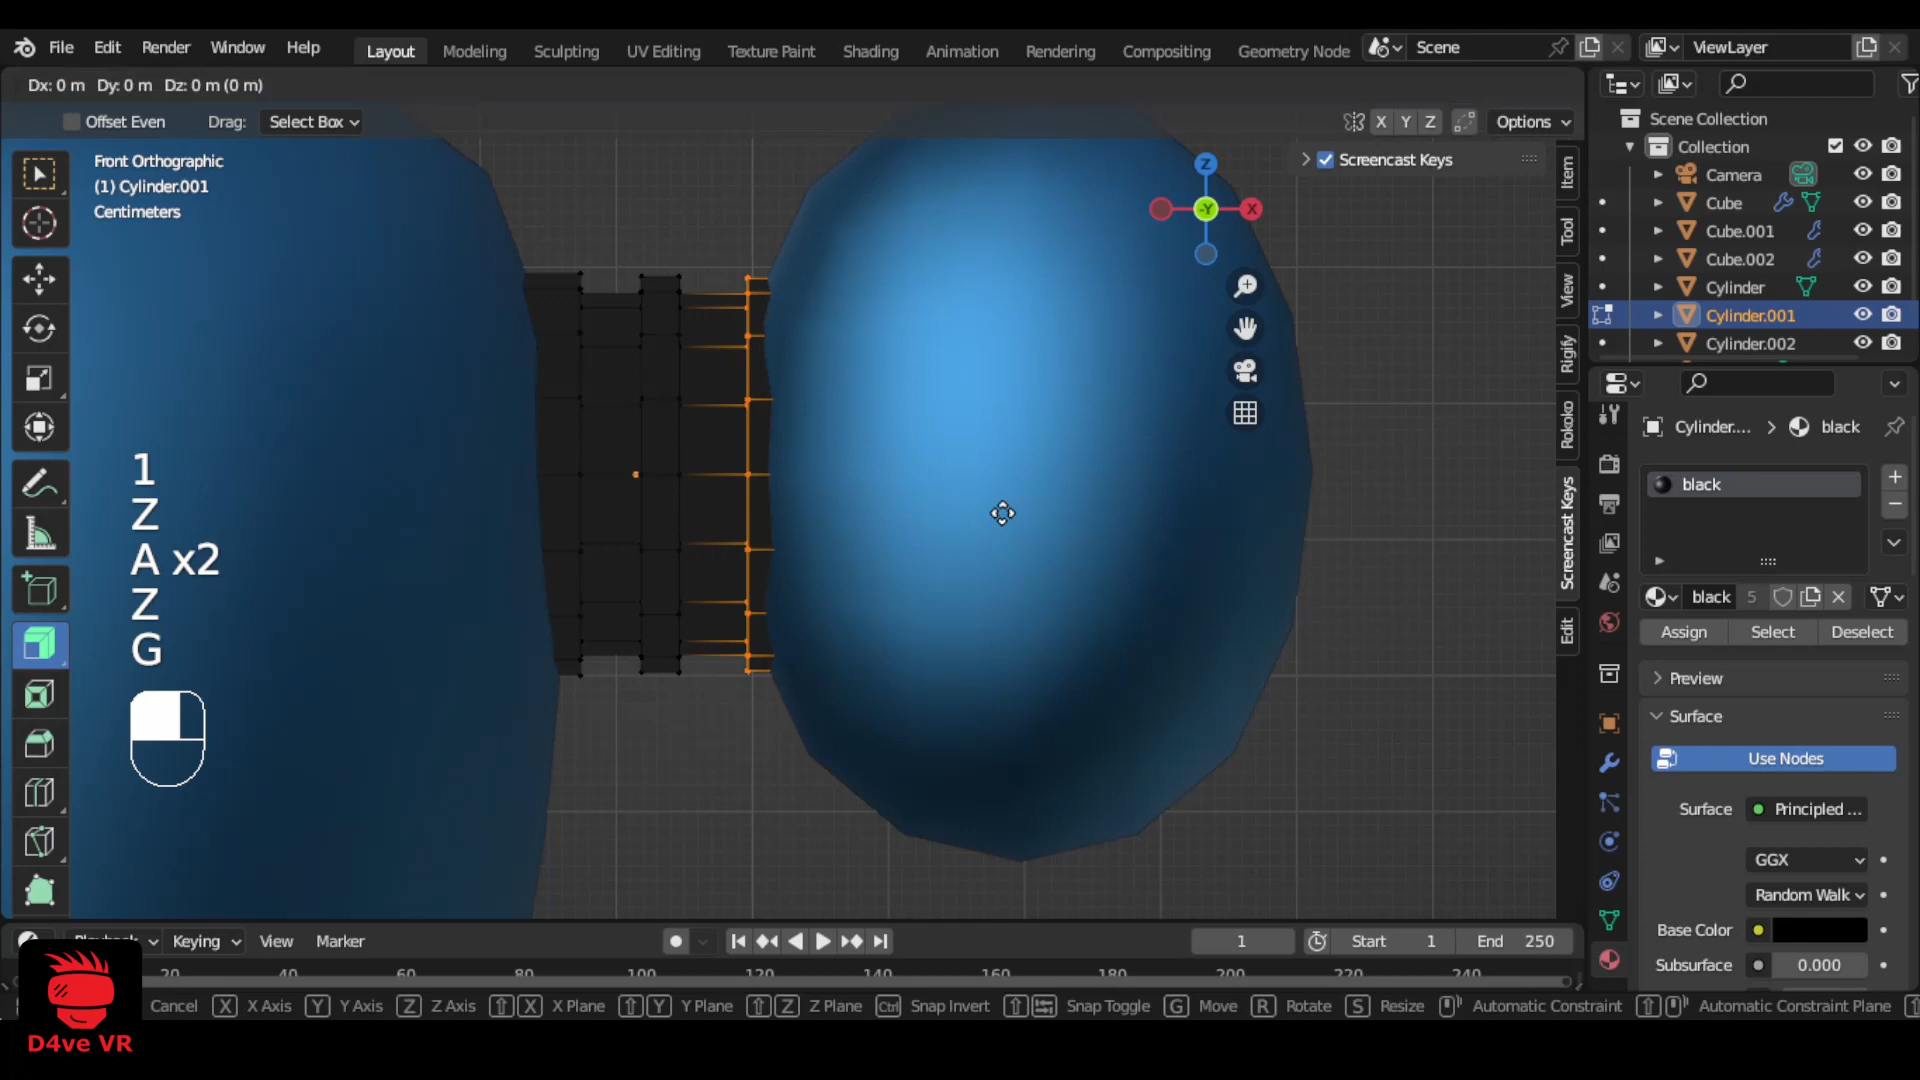 File Edit Render Window Help Layout Modeling Sculpting UV Editing Texture Paint Shading Animation Rendering Compositing Geometry Node Scene ViewLayer
Dx: 0 m Dy: 0 m Dz: 0 m (0 m)
Offset Even Drag: Select Box X Y Z Options
Front Orthographic
(1) Cylinder.001
Centimeters
Screencast Keys
Z
-Y
X
1
Z
A x2
Z
G
Item
Tool
View
Rigify
Rokoko
Screencast Keys
Edit
Scene Collection
Collection
Camera
Cube
Cube.001
Cube.002
Cylinder
Cylinder.001
Cylinder.002
Cylinder.... > black
black
black 5
Assign Select Deselect
Preview
Surface
Use Nodes
Surface Principled ...
GGX
Random Walk
Base Color
Subsurface 0.000
Keying View Marker 1 Start 1 End 250
20 40 60 80 100 120 140 160 180 200 220 240
Cancel X X Axis Y Y Axis Z Z Axis X X Plane Y Y Plane Z Z Plane Ctrl Snap Invert Snap Toggle G Move R Rotate S Resize Automatic Constraint Automatic Constraint Plane
D4ve VR